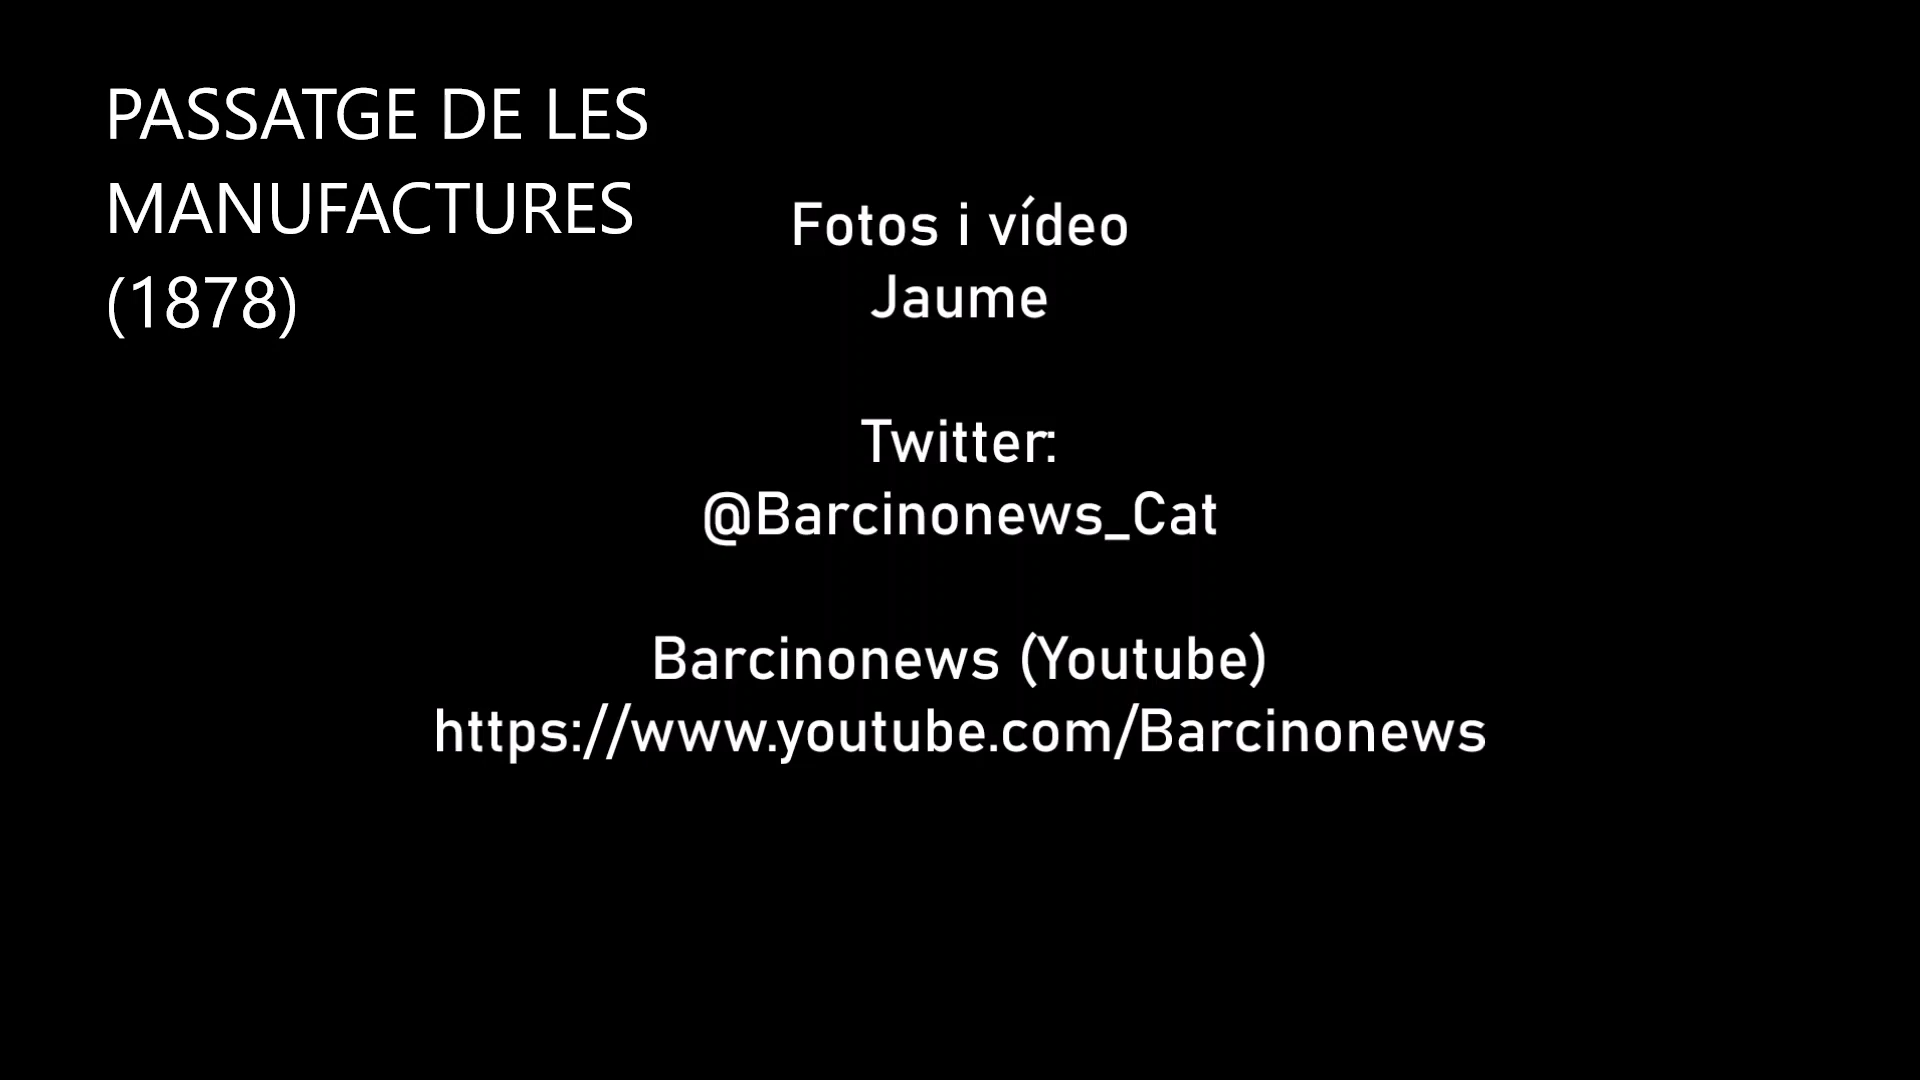 PASSATGE DE LES
MANUFACTURES
(1878)
Fotos i vídeo
Jaume
Twitter:
@Barcinonews_Cat
Barcinonews (Youtube)
https://www.youtube.com/Barcinonews